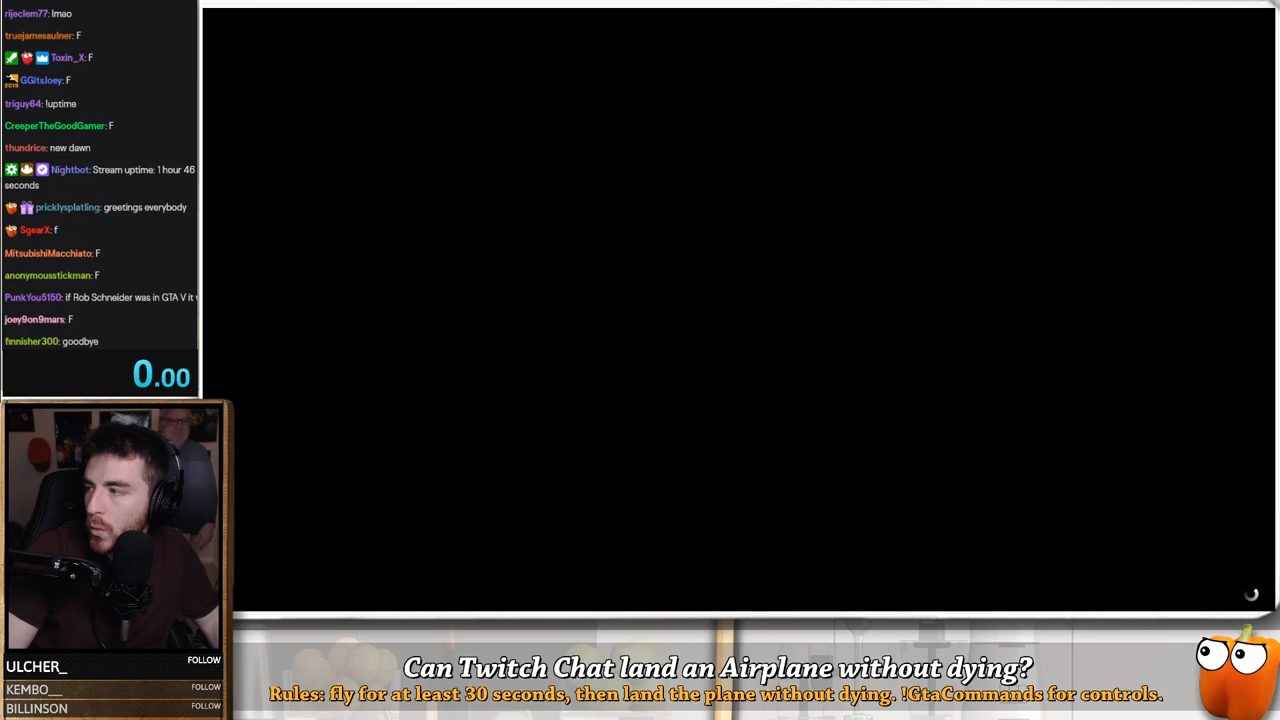 rijeclem77: lmao
truejamesaulner: F
Toxin_X: F
GGitsJoey: F
triguy64: !uptime
CreeperTheGoodGamer: F
thundrice: new dawn
Nightbot: Stream uptime: 1 hour 46
seconds
pricklysplatling: greetings everybody
SgearX: f
MitsubishiMacchiato: F
anonymousstickman: F
PunkYou5150: if Rob Schneider was in GTA V it
joey9on9mars: F
finnisher300: goodbye
0.00
ULCHER_ FOLLOW
KEMBO__ FOLLOW
BILLINSON FOLLOW
Can Twitch Chat land an Airplane without dying?
Rules: fly for at least 30 seconds, then land the plane without dying. !GtaCommands for controls.